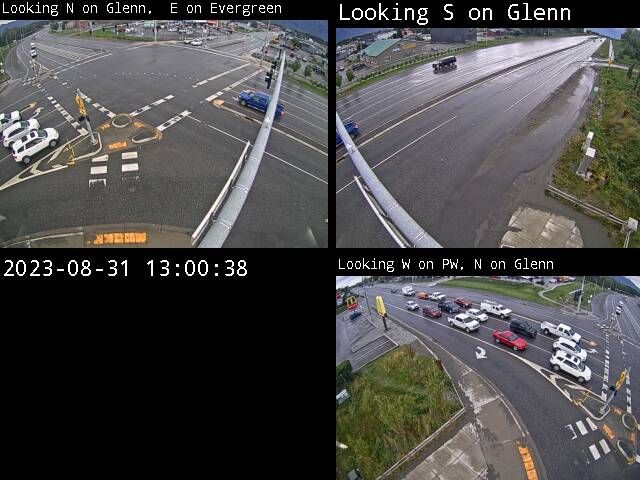 Looking N on Glenn,  E on Evergreen
Looking S on Glenn
2023-08-31 13:00:38
Looking W on PW, N on Glenn